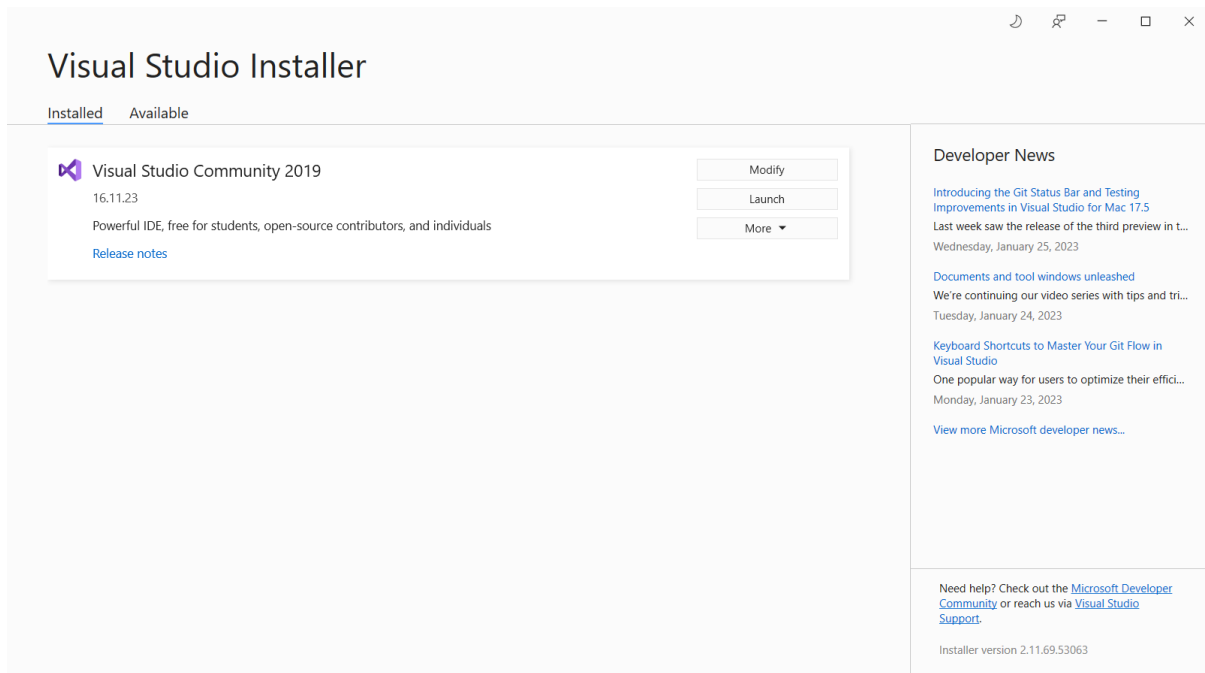 Visual Studio Installer
Installed Available
Visual Studio Community 2019
16.11.23
Powerful IDE, free for students, open-source contributors, and individuals
Release notes
Modify
Launch
More
Developer News
Introducing the Git Status Bar and Testing
Improvements in Visual Studio for Mac 17.5
Last week saw the release of the third preview in t...
Wednesday, January 25, 2023
Documents and tool windows unleashed
We're continuing our video series with tips and tri...
Tuesday, January 24, 2023
Keyboard Shortcuts to Master Your Git Flow in
Visual Studio
One popular way for users to optimize their effici...
Monday, January 23, 2023
View more Microsoft developer news...
Need help? Check out the Microsoft Developer
Community or reach us via Visual Studio
Support.
Installer version 2.11.69.53063